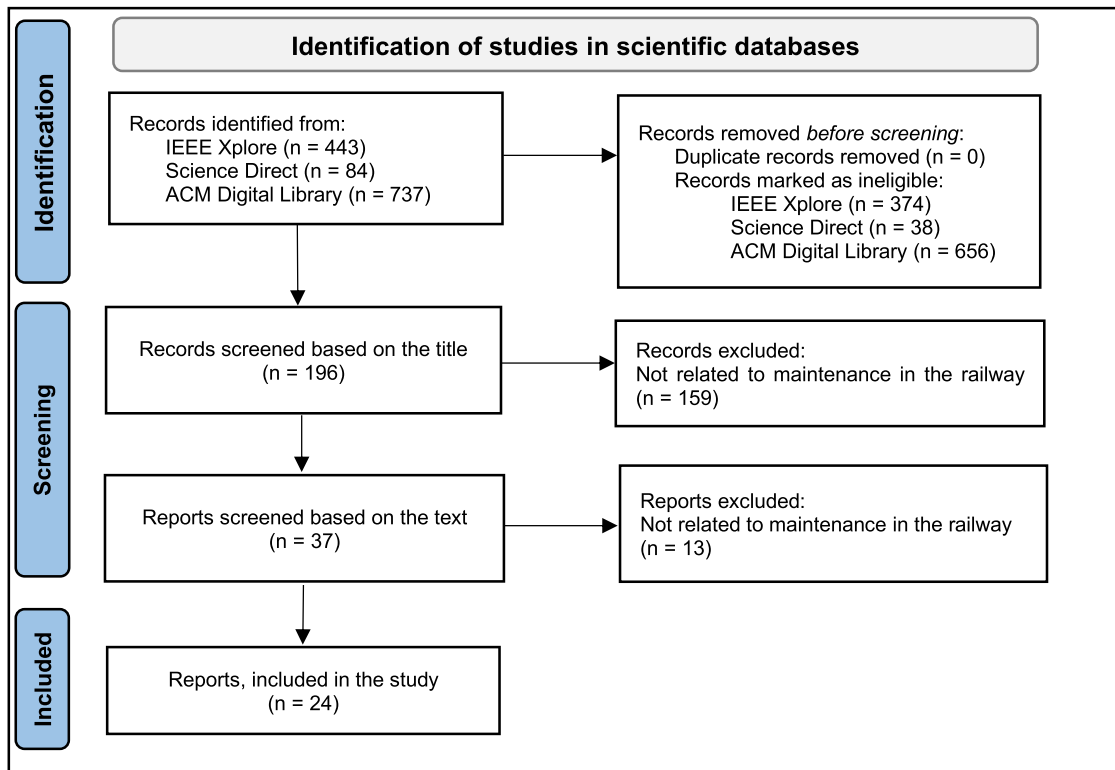 Identification of studies in scientific databases
Identification
Records identified from:
IEEE Xplore (n = 443)
Science Direct (n = 84)
ACM Digital Library (n = 737)
Records removed before screening:
Duplicate records removed (n = 0)
Records marked as ineligible:
IEEE Xplore (n = 374)
Science Direct (n = 38)
ACM Digital Library (n = 656)
Screening
Records screened based on the title
(n = 196)
Records excluded:
Not related to maintenance in the railway
(n = 159)
Reports screened based on the text
(n = 37)
Reports excluded:
Not related to maintenance in the railway
(n = 13)
Included
Reports, included in the study
(n = 24)